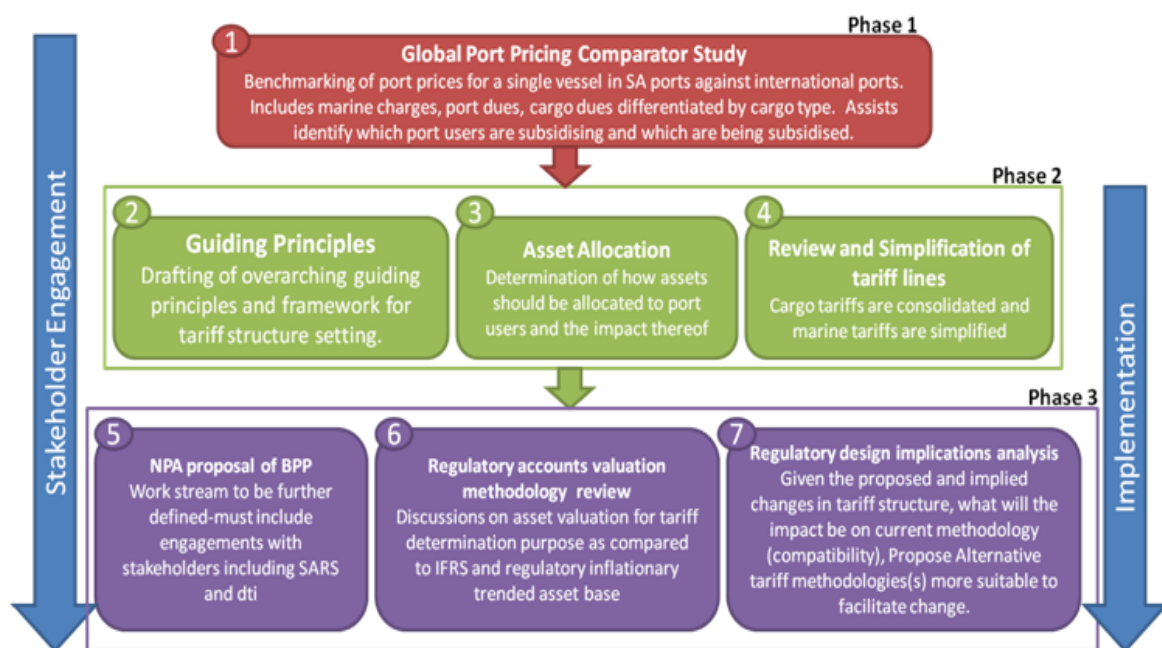 Phase 1
1
Global Port Pricing Comparator Study
Benchmarking of port prices for a single vessel in SA ports against international ports.
Includes marine charges, port dues, cargo dues differentiated by cargo type. Assists
identify which port users are subsidising and which are being subsidised.
Stakeholder Engagement
Phase 2
2
Guiding Principles
Drafting of overarching guiding
principles and framework for
tariff structure setting.
3
Asset Allocation
Determination of how assets
should be allocated to port
users and the impact thereof
4
Review and Simplification of
tariff lines
Cargo tariffs are consolidated and
marine tariffs are simplified
Implementation
Phase 3
5
NPA proposal of BPP
Work stream to be further
defined-must include
engagements with
stakeholders including SARS
and dti
6
Regulatory accounts valuation
methodology review
Discussions on asset valuation for tariff
determination purpose as compared
to IFRS and regulatory inflationary
trended asset base
7
Regulatory design implications analysis
Given the proposed and implied
changes in tariff structure, what will the
impact be on current methodology
(compatibility), Propose Alternative
tariff methodologies(s) more suitable to
facilitate change.